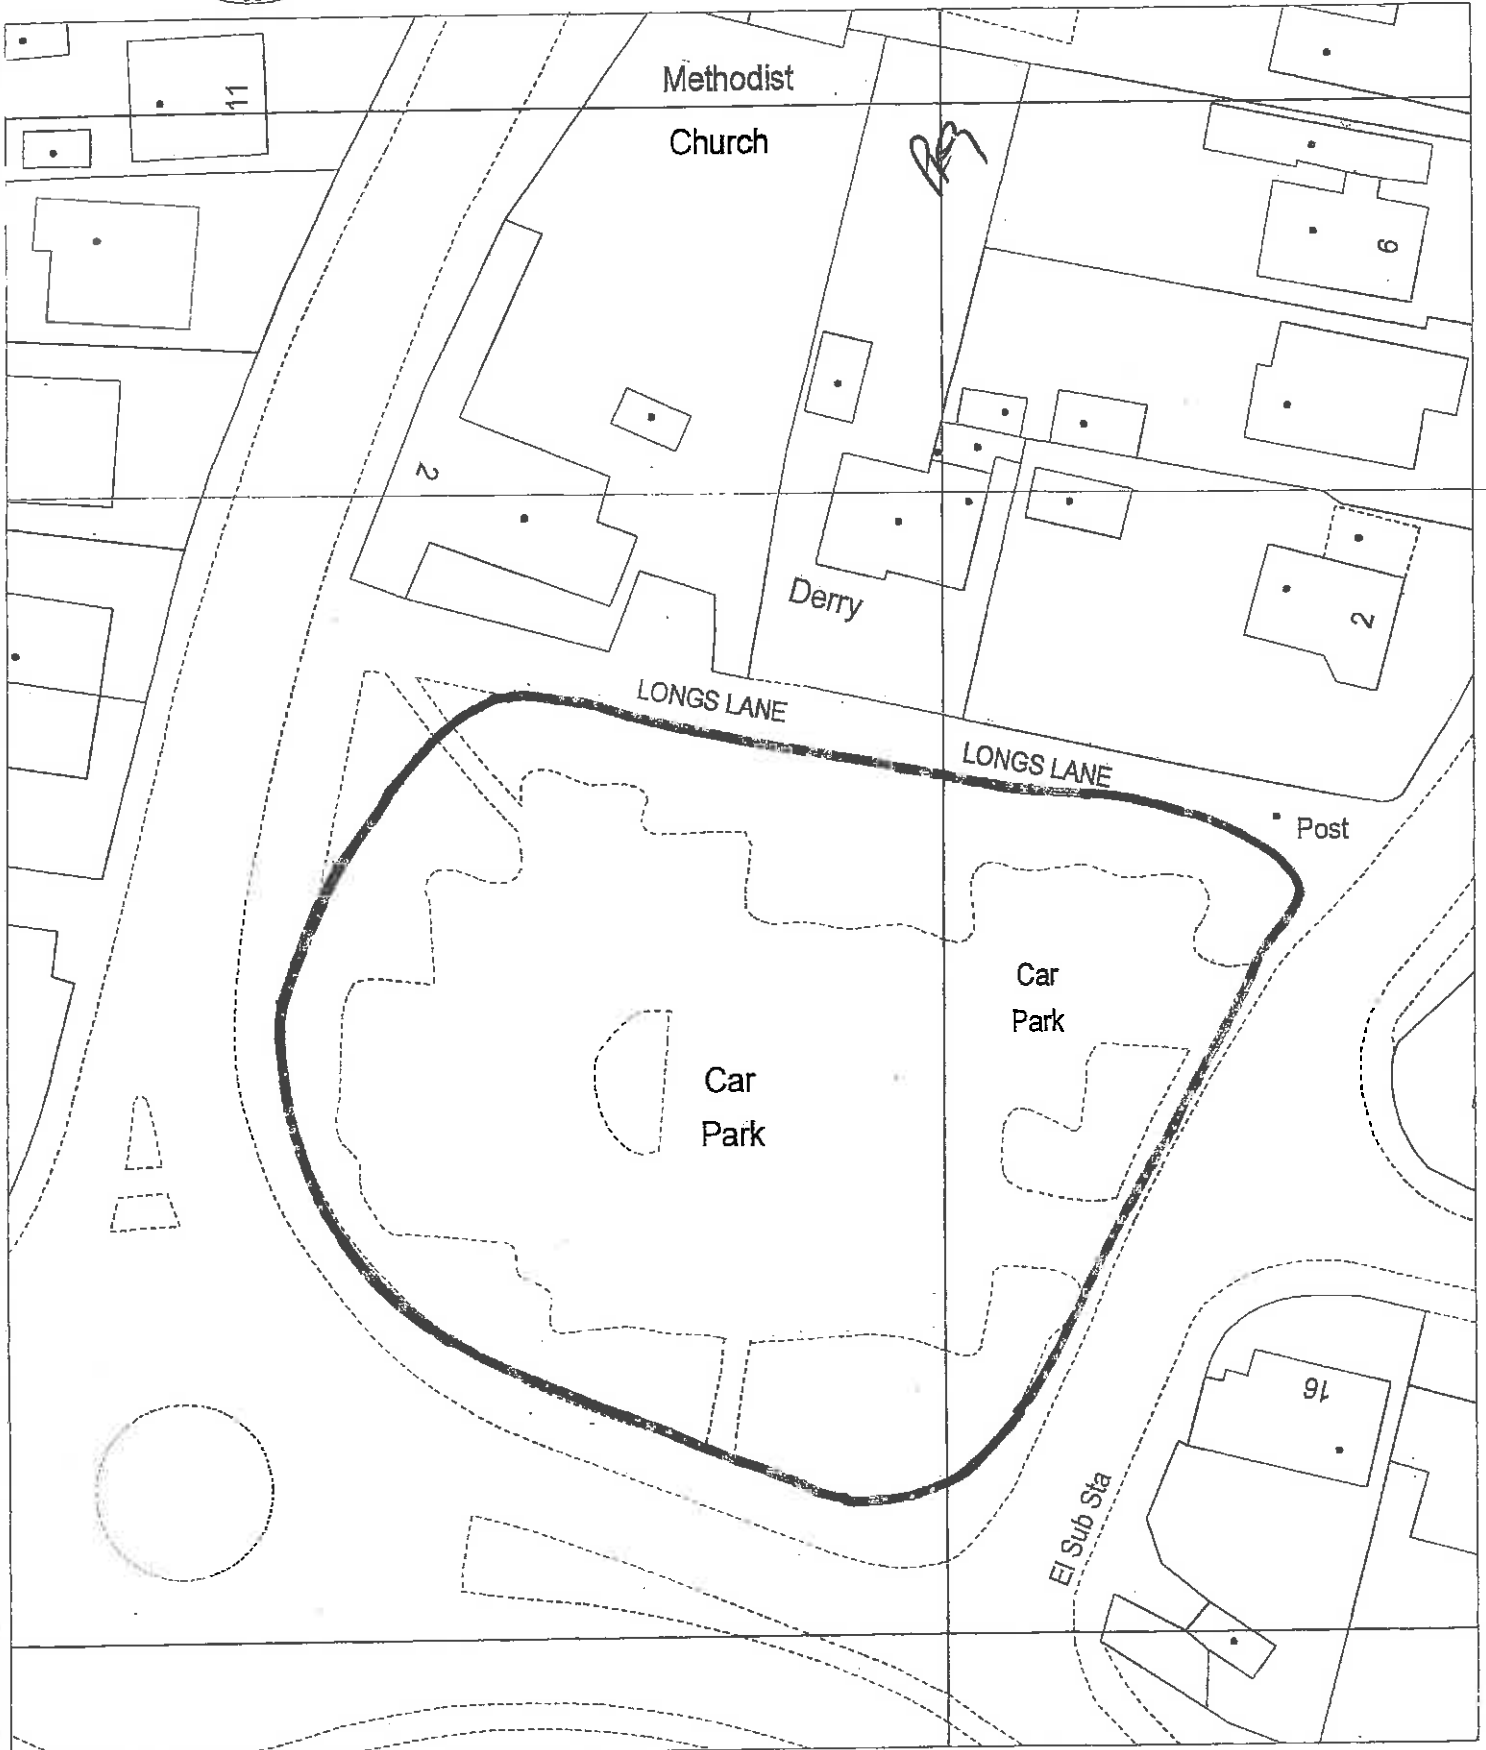 11
Methodist
Church
6
2
Derry
2
LONGS LANE
LONGS LANE
Post
Car
Park
Car
Park
16
El Sub Sta